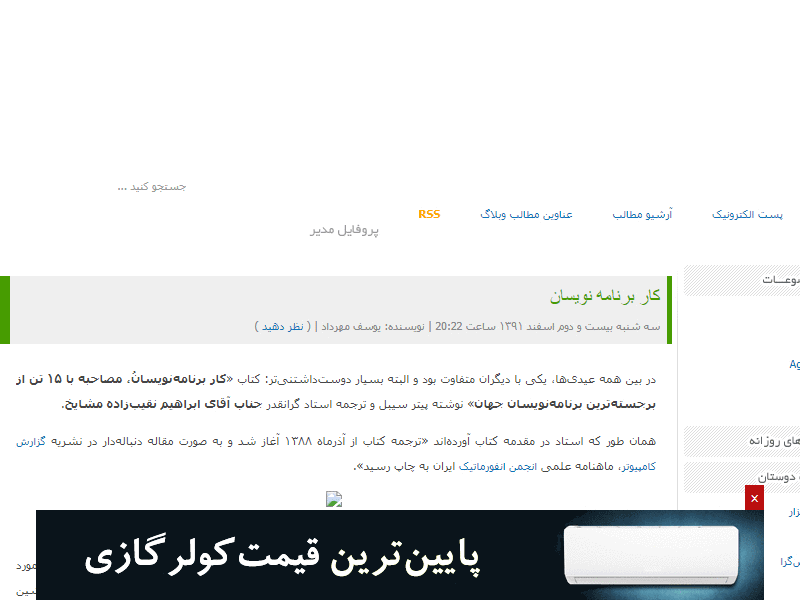 جستجو کنید ...
پست الکترونیک
آرشیو مطالب
عناوین مطالب وبلاگ
RSS
پروفایل مدیر
کار برنامه نویسان
سه شنبه بیست و دوم اسفند ۱۳۹۱ ساعت 20:22 | نویسنده: یوسف مهرداد | ( نظر دهید )
در بین همه عیدی‌ها، یکی با دیگران متفاوت بود و البته بسیار دوست‌داشتنی‌تر: کتاب «کار برنامه‌نویسانُ، مصاحبه با ۱۵ تن از
برجسته‌ترین برنامه‌نویسان جهان» نوشته پیتر سیبل و ترجمه استاد گرانقدر جناب آقای ابراهیم نقیب‌زاده مشایخ.
همان طور که استاد در مقدمه کتاب آورده‌اند «ترجمه کتاب از آذرماه ۱۳۸۸ آغاز شد و به صورت مقاله دنباله‌دار در نشریه گزارش
کامپیوتر، ماهنامه علمی انجمن انفورماتیک ایران به چاپ رسید».
های روزانه
دوستان
x
پایین‌ترین قیمت کولر گازی
مورد